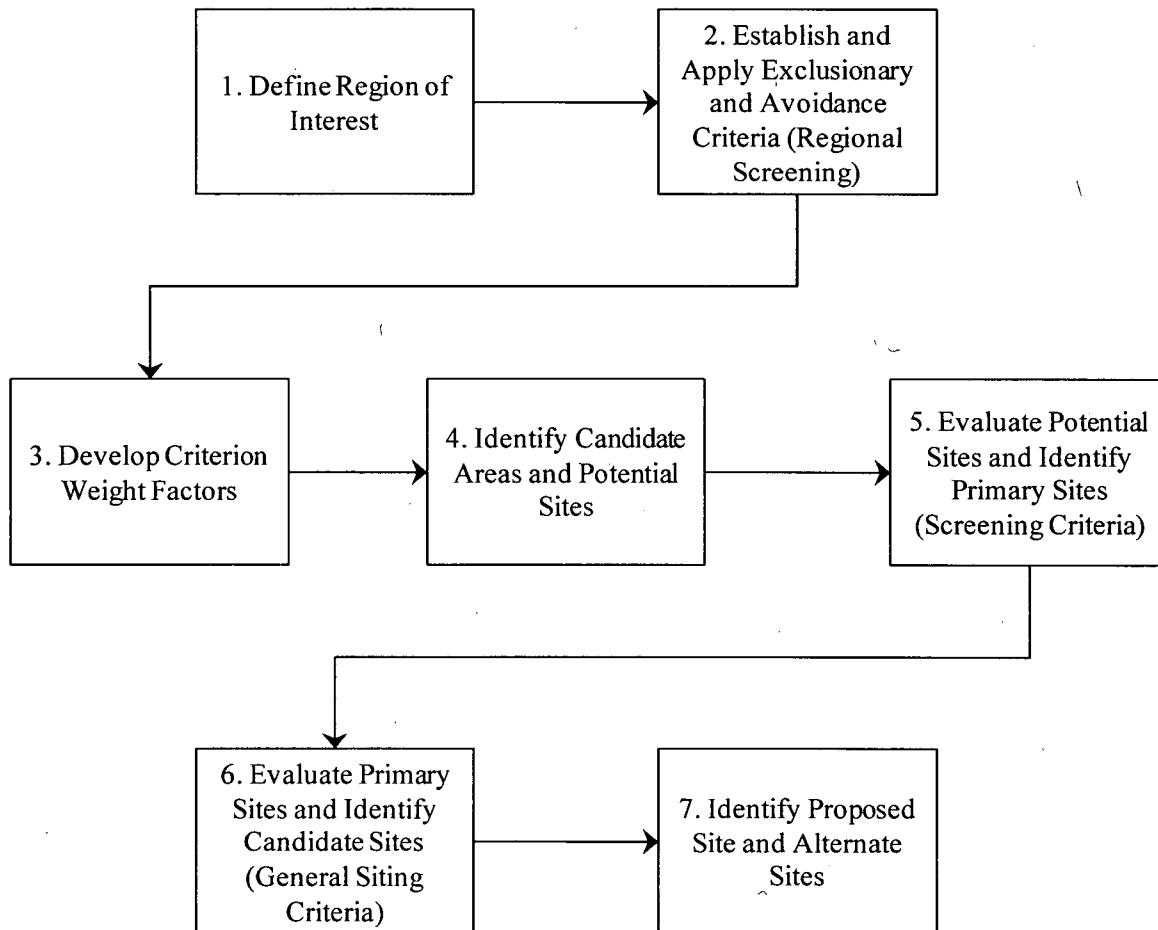 1. Define Region of
Interest
2. Establish and
Apply Exclusionary
and Avoidance
Criteria (Regional
Screening)
3. Develop Criterion
Weight Factors
4. Identify Candidate
Areas and Potential
Sites
5. Evaluate Potential
Sites and Identify
Primary Sites
(Screening Criteria)
6. Evaluate Primary
Sites and Identify
Candidate Sites
(General Siting
Criteria)
7. Identify Proposed
Site and Alternate
Sites